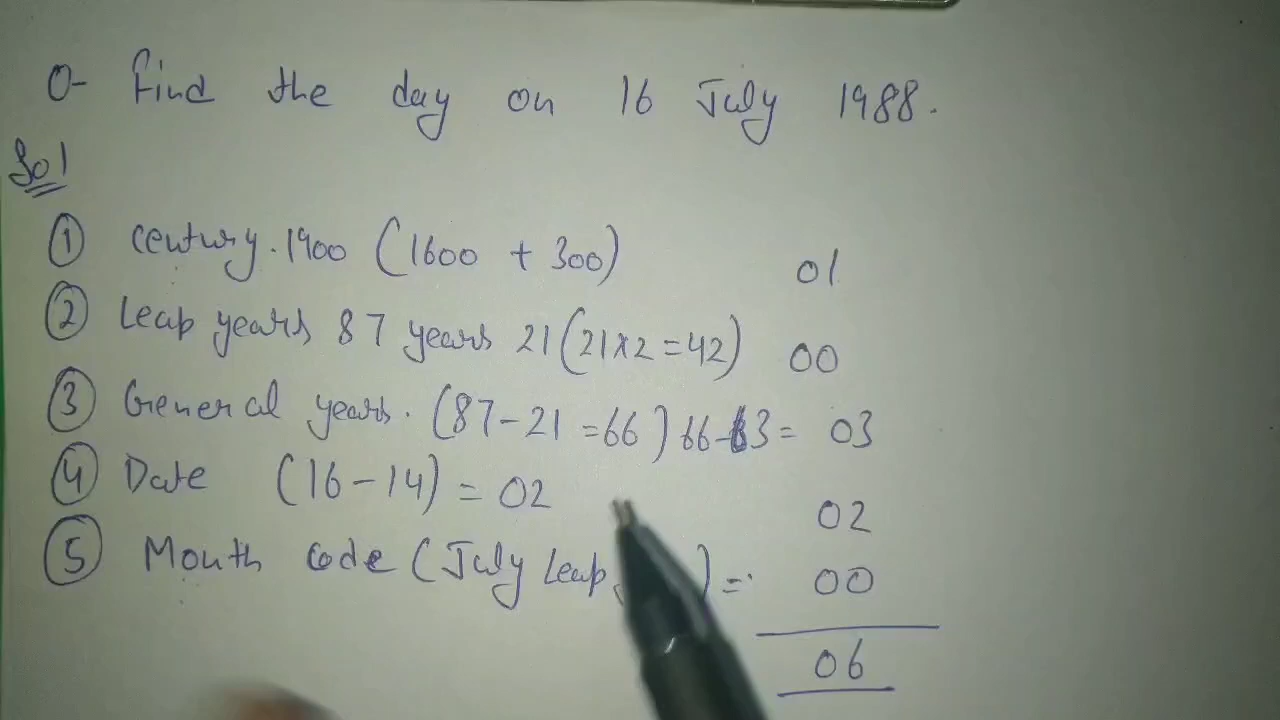 Q- Find the day on 16 July 1988.
Sol
① Century. 1900 (1600 + 300) 01
② Leap years 87 years 21 (21x2=42) 00
③ General years. (87-21 =66) 66-63= 03
④ Date (16-14) = 02 02
⑤ Month Code (July Leap ) = 00
06